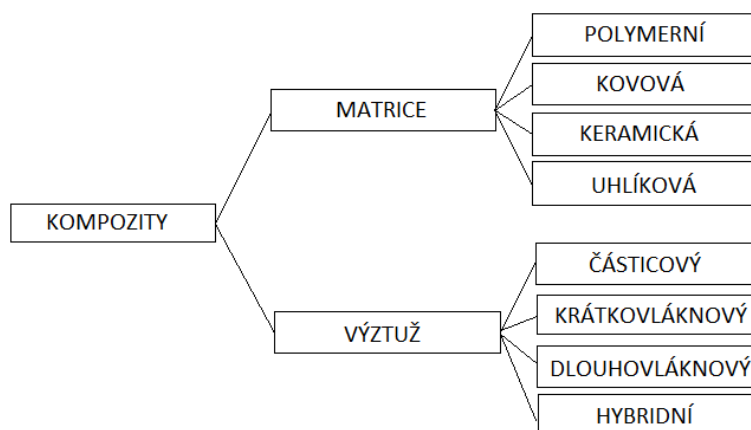 POLYMERNÍ
KOVOVÁ
MATRICE
KERAMICKÁ
UHLÍKOVÁ
KOMPOZITY
ČÁSTICOVÝ
KRÁTKOVLÁKNOVÝ
VÝZTUŽ
DLOUHOVLÁKNOVÝ
HYBRIDNÍ